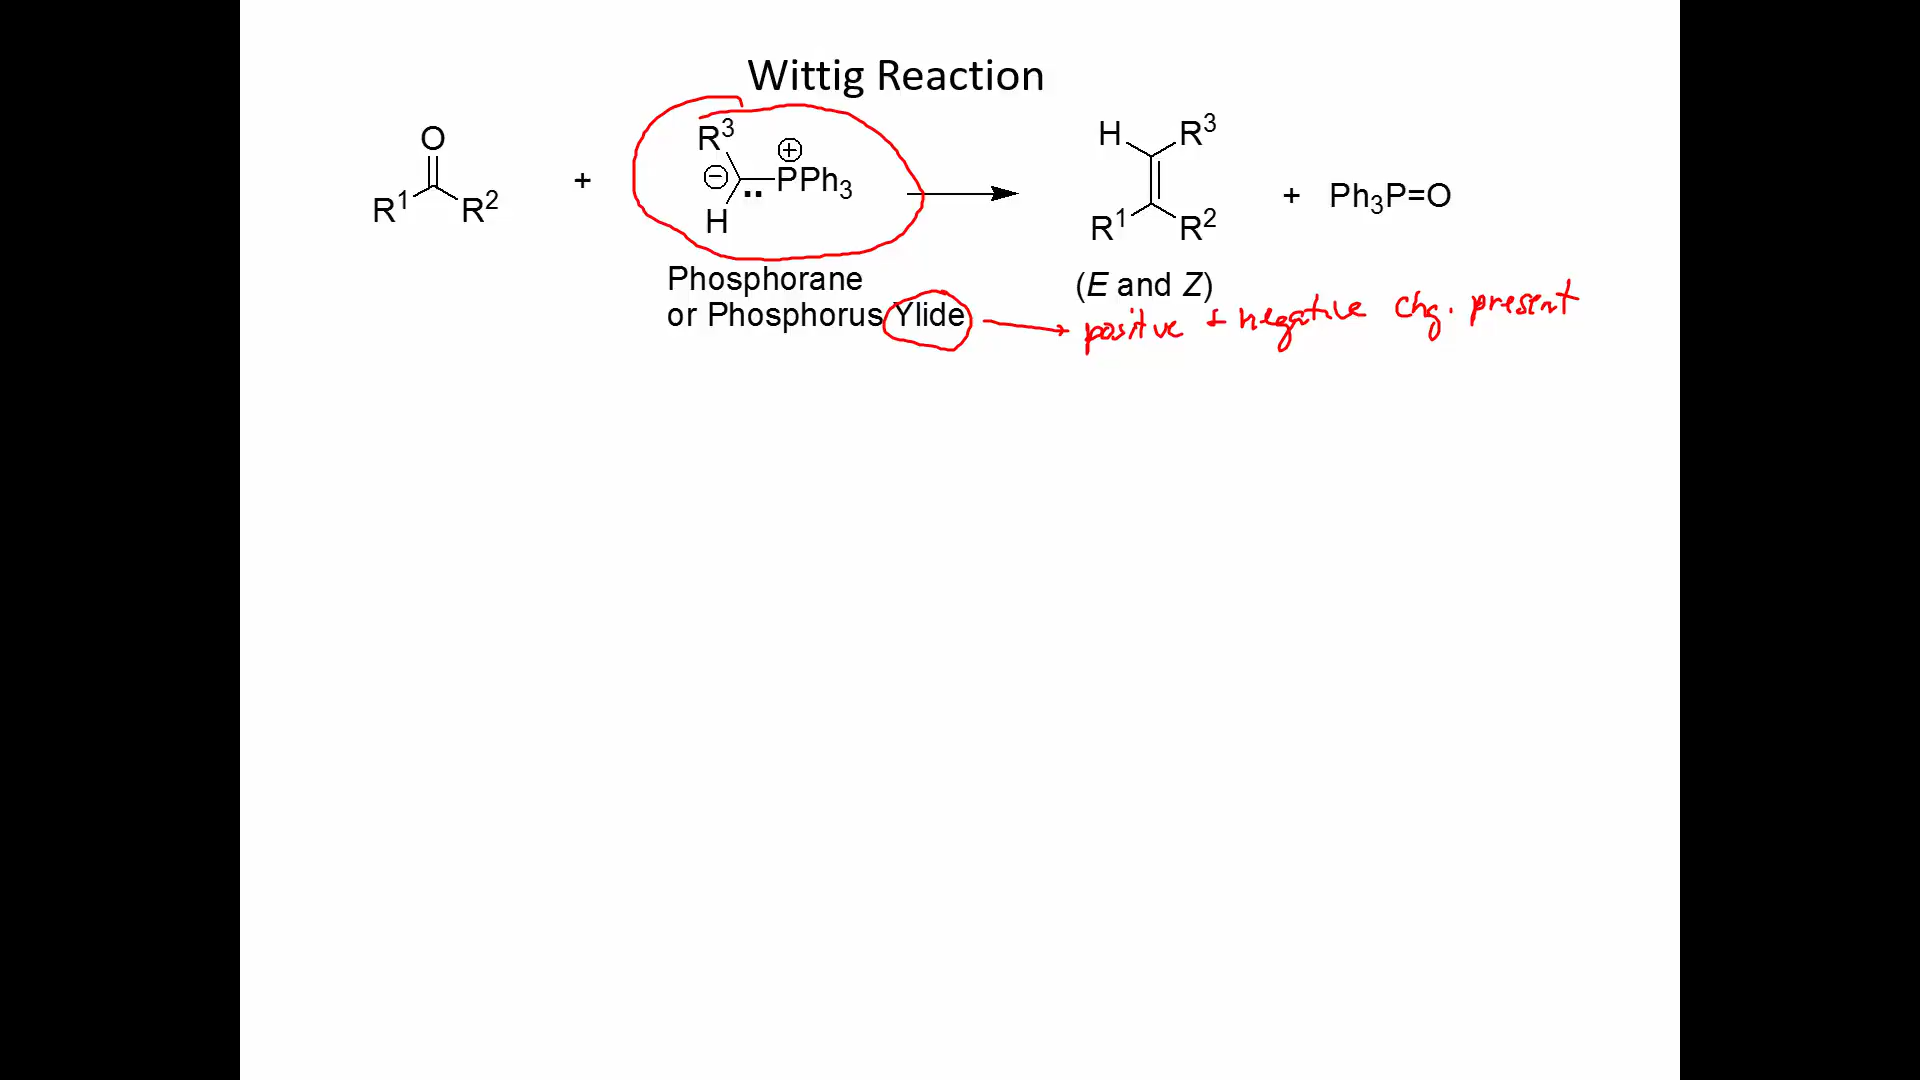 Wittig Reaction
O
R¹ R²
+
R³
⊖ ⊕
PPh₃
H
H R³
R¹ R²
+ Ph₃P=O
Phosphorane
or Phosphorus Ylide
(E and Z)
positive + negative chg. present